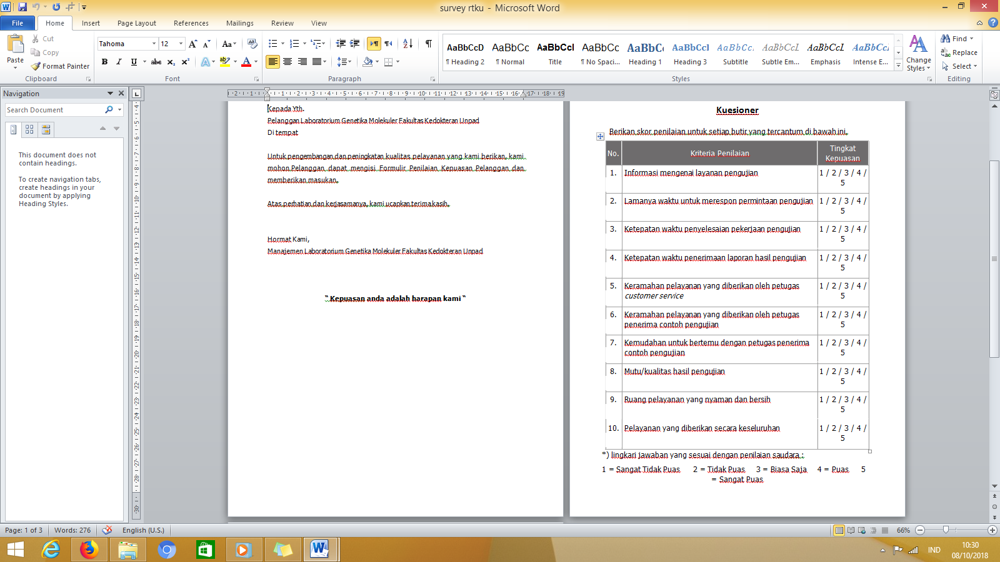 survey rtku - Microsoft Word
File Home Insert Page Layout References Mailings Review View
Paste
Cut
Copy
Format Painter
Clipboard
Tahoma 12
Font
Paragraph
AaBbCcD AaBbCc AaBbCcI AaBbCc AaBbCc AaBbCcI AaBbCcI AaBbCcI AaBbCcL AaBbCcI
¶ Heading 2 ¶ Normal Title ¶ No Spaci... Heading 1 Heading 3 Subtitle Subtle Em... Emphasis Intense E...
Styles
Change Styles
Find
Replace
Select
Editing
Navigation
Search Document
This document does not
contain headings.
To create navigation tabs,
create headings in your
document by applying
Heading Styles.
Kepada Yth.
Pelanggan Laboratorium Genetika Molekuler Fakultas Kedokteran Unpad
Di tempat
Untuk pengembangan dan peningkatan kualitas pelayanan yang kami berikan, kami
mohon Pelanggan dapat mengisi Formulir Penilaian Kepuasan Pelanggan dan
memberikan masukan.
Atas perhatian dan kerjasamanya, kami ucapkan terima kasih.
Hormat Kami,
Manajemen Laboratorium Genetika Molekuler Fakultas Kedokteran Unpad
“ Kepuasan anda adalah harapan kami “
Kuesioner
Berikan skor penilaian untuk setiap butir yang tercantum di bawah ini.
No. Kriteria Penilaian Tingkat Kepuasan
1. Informasi mengenai layanan pengujian 1 / 2 / 3 / 4 /
5
2. Lamanya waktu untuk merespon permintaan pengujian 1 / 2 / 3 / 4 /
5
3. Ketepatan waktu penyelesaian pekerjaan pengujian 1 / 2 / 3 / 4 /
5
4. Ketepatan waktu penerimaan laporan hasil pengujian 1 / 2 / 3 / 4 /
5
5. Keramahan pelayanan yang diberikan oleh petugas 1 / 2 / 3 / 4 /
customer service 5
6. Keramahan pelayanan yang diberikan oleh petugas 1 / 2 / 3 / 4 /
penerima contoh pengujian 5
7. Kemudahan untuk bertemu dengan petugas penerima 1 / 2 / 3 / 4 /
contoh pengujian 5
8. Mutu/kualitas hasil pengujian 1 / 2 / 3 / 4 /
5
9. Ruang pelayanan yang nyaman dan bersih 1 / 2 / 3 / 4 /
5
10. Pelayanan yang diberikan secara keseluruhan 1 / 2 / 3 / 4 /
5
*) lingkari jawaban yang sesuai dengan penilaian saudara :
1 = Sangat Tidak Puas 2 = Tidak Puas 3 = Biasa Saja 4 = Puas 5
= Sangat Puas
Page: 1 of 3 Words: 276 English (U.S.) 66%
IND
10:30
08/10/2018